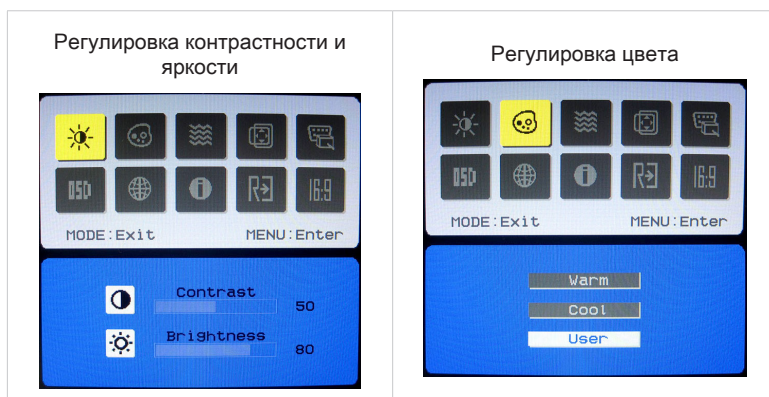 Регулировка контрастности и
яркости
OSD
i
R
16:9
MODE:Exit
MENU:Enter
Contrast
50
Brightness
80
Регулировка цвета
OSD
i
R
16:9
MODE:Exit
MENU:Enter
Warm
Cool
User